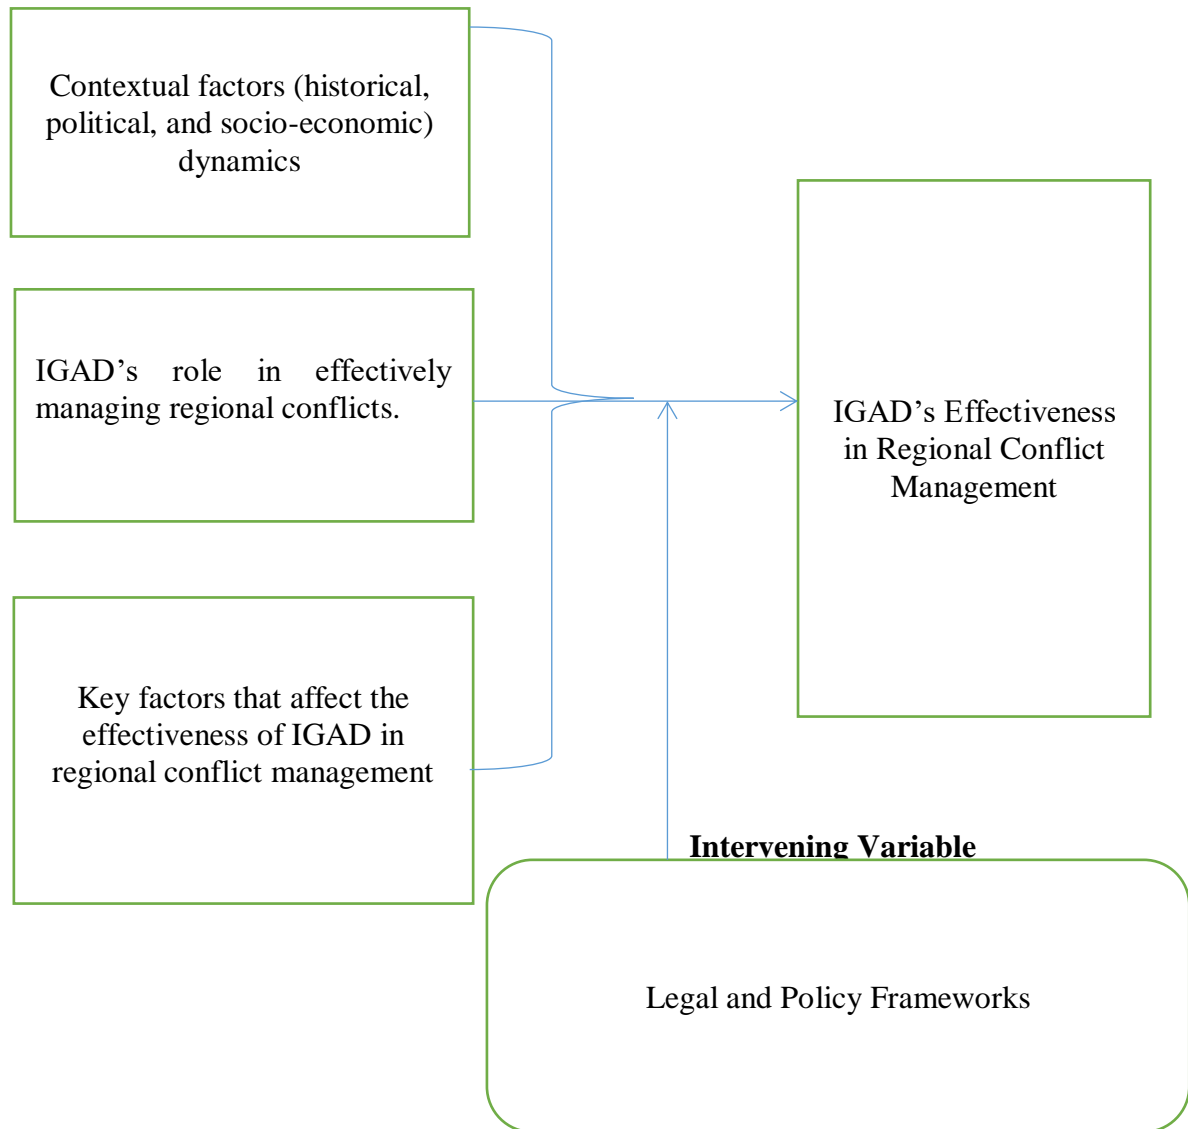 Contextual factors (historical,
political, and socio-economic)
dynamics
IGAD’s role in effectively
managing regional conflicts.
Key factors that affect the
effectiveness of IGAD in
regional conflict management
IGAD’s Effectiveness
in Regional Conflict
Management
Intervening Variable
Legal and Policy Frameworks